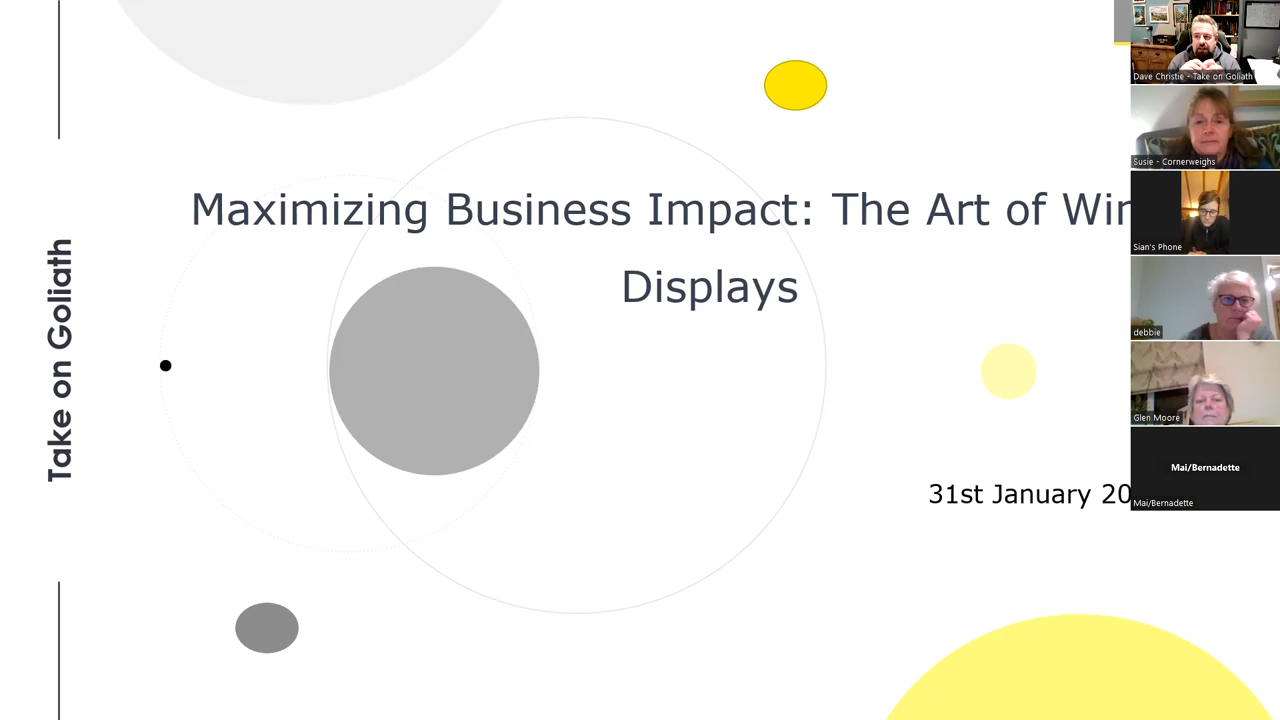 Maximizing Business Impact: The Art of Win
Displays
31st January 20
Take on Goliath
Dave Christie - Take on Goliath
Susie - Cornerweighs
Sian's Phone
debbie
Glen Moore
Mai/Bernadette
Mai/Bernadette